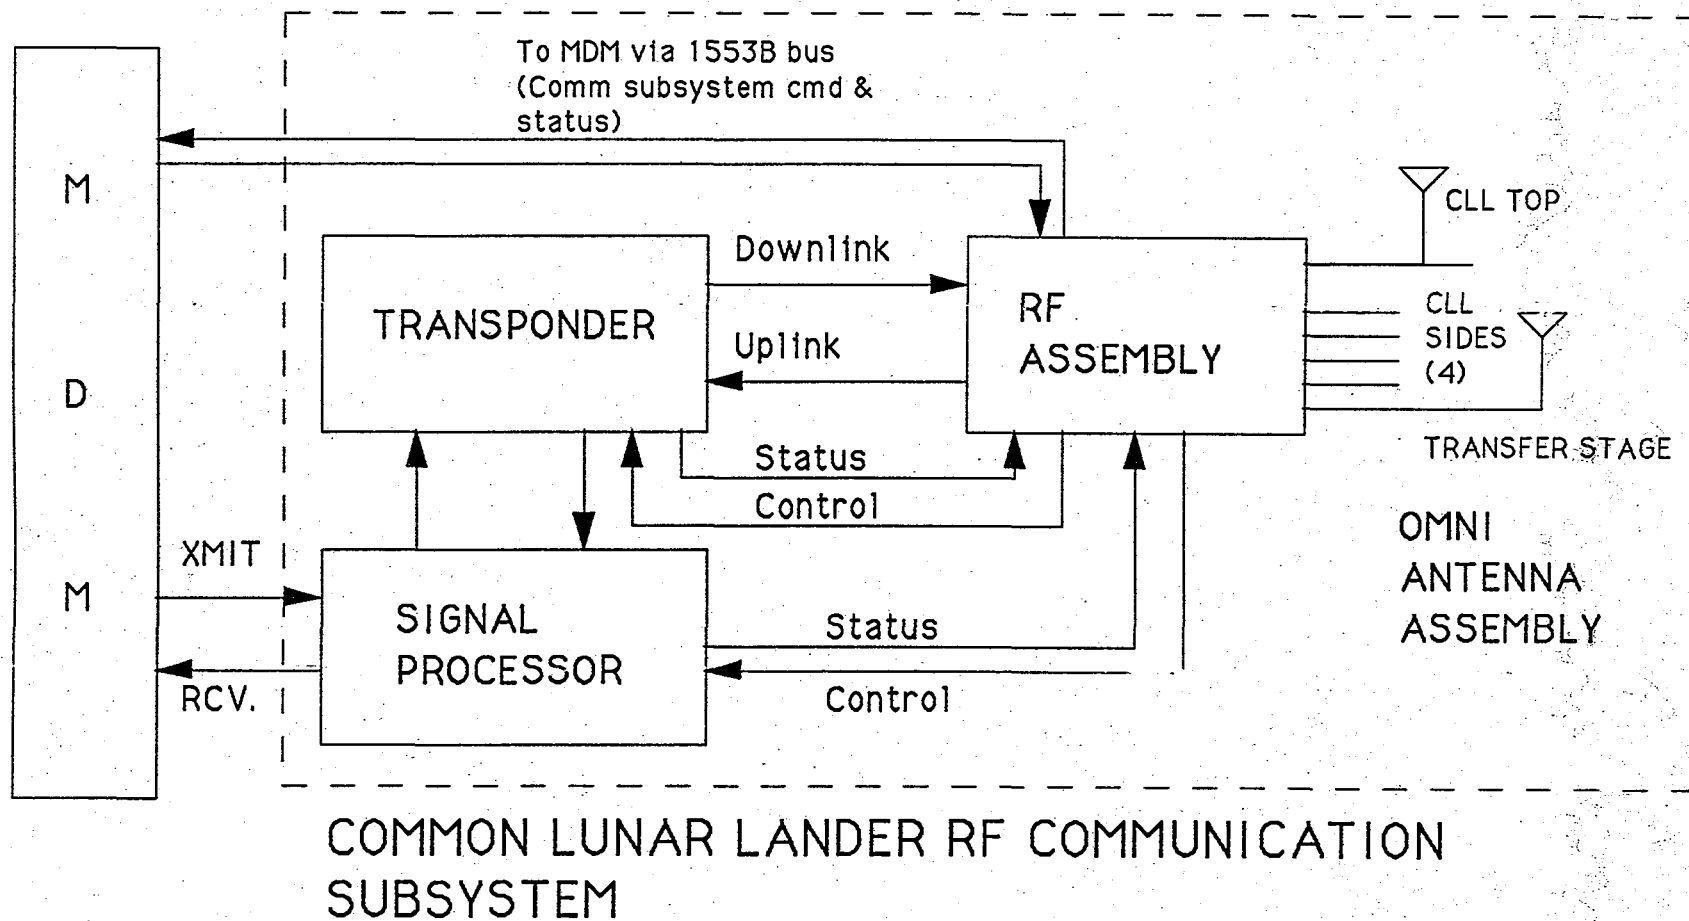 To MDM via 1553B bus
(Comm subsystem cmd &
status)
M
D
M
CLL TOP
Downlink
TRANSPONDER
Uplink
RF
ASSEMBLY
CLL
SIDES
(4)
TRANSFER STAGE
Status
Control
OMNI
ANTENNA
ASSEMBLY
XMIT
RCV.
SIGNAL
PROCESSOR
Status
Control
COMMON LUNAR LANDER RF COMMUNICATION
SUBSYSTEM